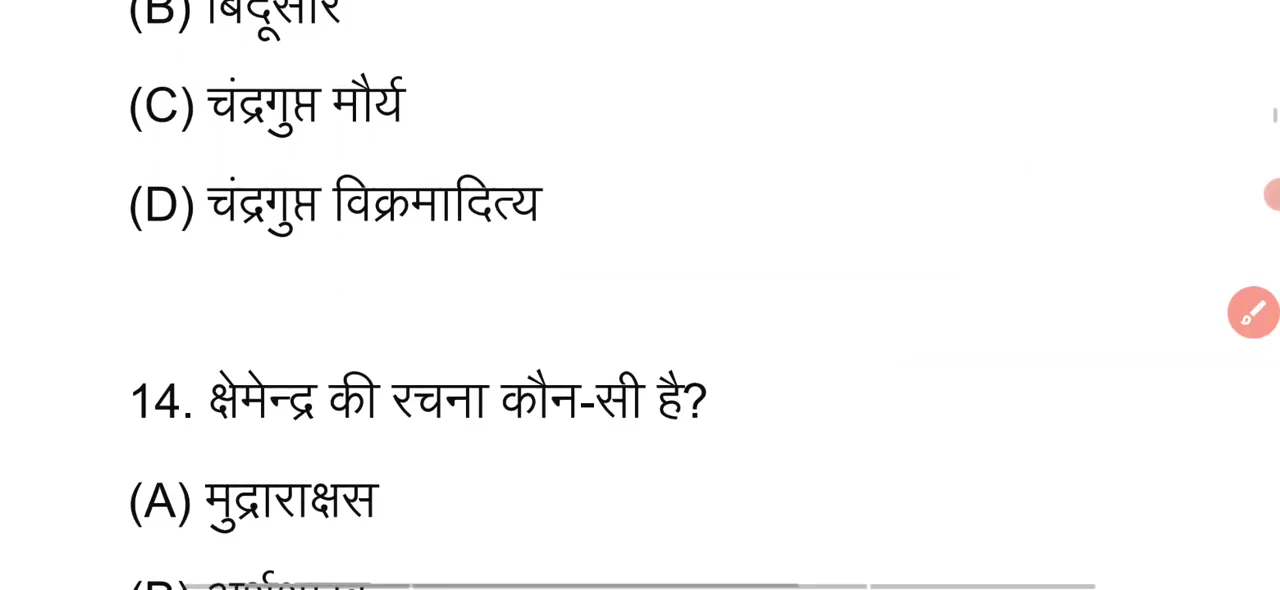 (B) बिंदूसार
(C) चंद्रगुप्त मौर्य
(D) चंद्रगुप्त विक्रमादित्य
14. क्षेमेन्द्र की रचना कौन-सी है?
(A) मुद्राराक्षस
(B)